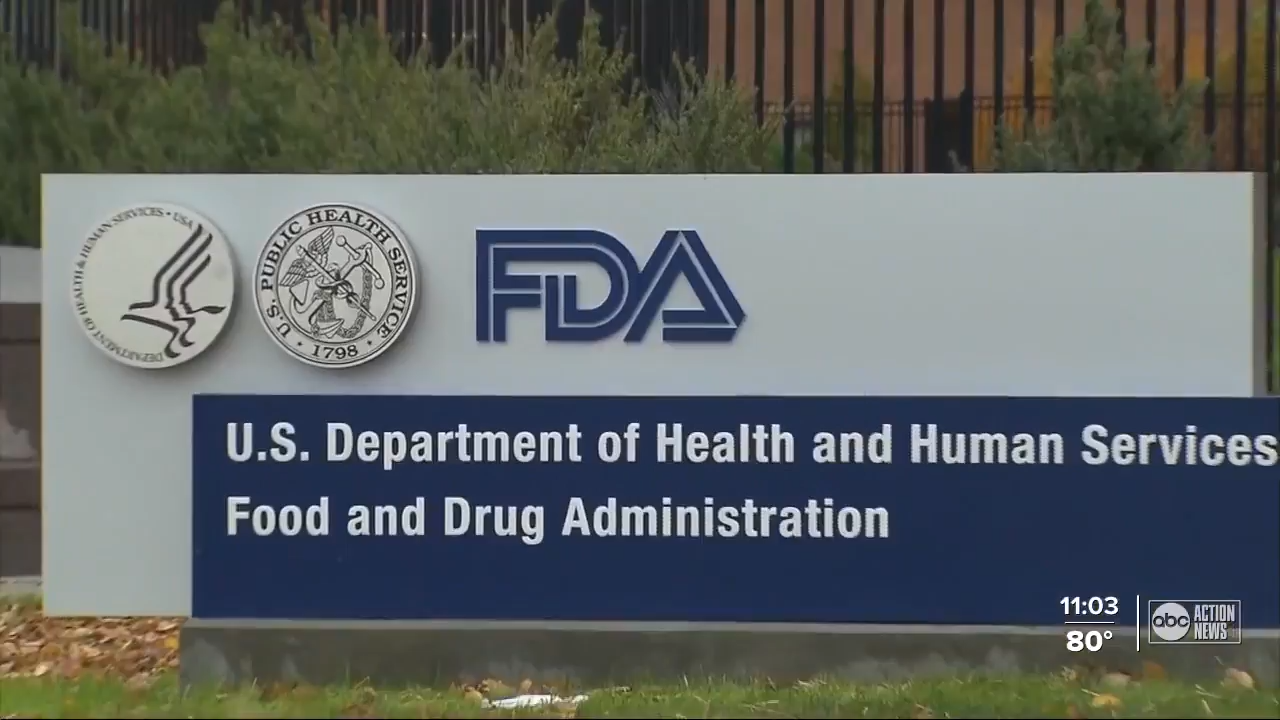 DEPARTMENT OF HEALTH & HUMAN SERVICES • USA
U.S. PUBLIC HEALTH SERVICE
• 1798 •
FDA
U.S. Department of Health and Human Services
Food and Drug Administration
11:03
80°
abc
ACTION
NEWS